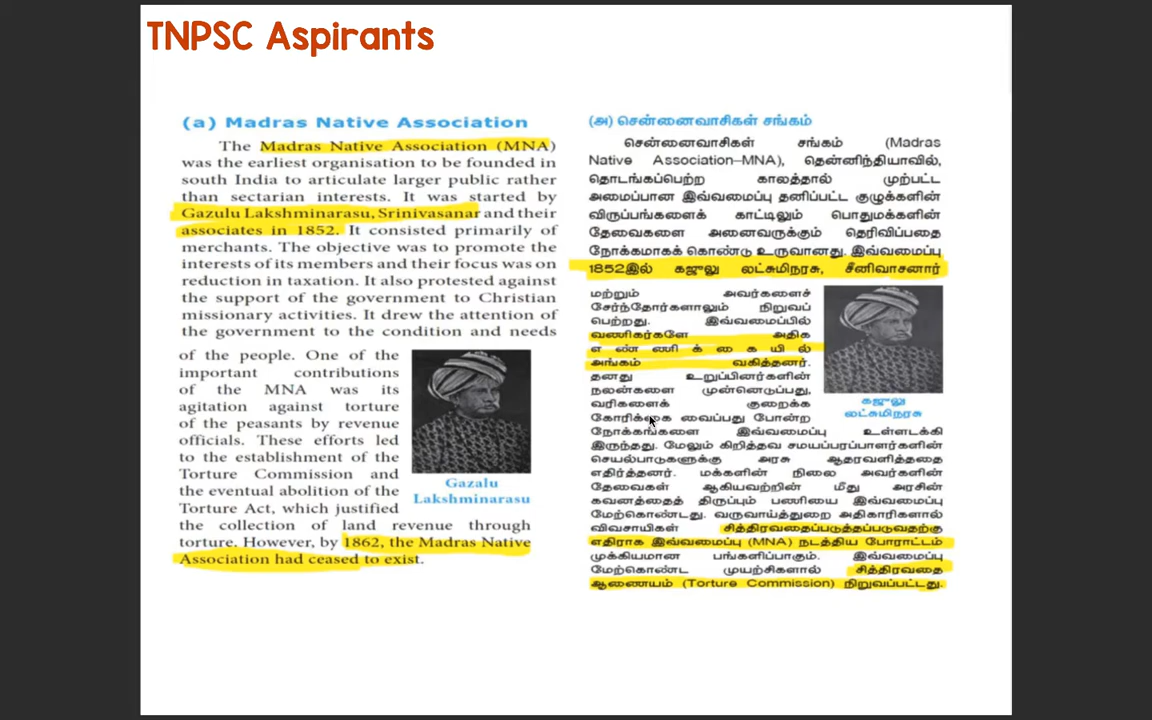 TNPSC Aspirants
(a) Madras Native Association
The Madras Native Association (MNA)
was the earliest organisation to be founded in
south India to articulate larger public rather
than sectarian interests. It was started by
Gazulu Lakshminarasu, Srinivasanar and their
associates in 1852. It consisted primarily of
merchants. The objective was to promote the
interests of its members and their focus was on
reduction in taxation. It also protested against
the support of the government to Christian
missionary activities. It drew the attention of
the government to the condition and needs
of the people. One of the
important contributions
of the MNA was its
agitation against torture
of the peasants by revenue
officials. These efforts led
to the establishment of the
Torture Commission and
the eventual abolition of the
Torture Act, which justified
the collection of land revenue through
torture. However, by 1862, the Madras Native
Association had ceased to exist.
Gazalu
Lakshminarasu
(அ) சென்னைவாசிகள் சங்கம்
சென்னைவாசிகள் சங்கம் (Madras
Native Association–MNA), தென்னிந்தியாவில்,
தொடங்கப்பெற்ற காலத்தால் முற்பட்ட
அமைப்பான இவ்வமைப்பு தனிப்பட்ட குழுக்களின்
விருப்பங்களைக் காட்டிலும் பொதுமக்களின்
தேவைகளை அனைவருக்கும் தெரிவிப்பதை
நோக்கமாகக் கொண்டு உருவானது. இவ்வமைப்பு
1852இல் கஜுலு லட்சுமிநரசு, சீனிவாசனார்
மற்றும் அவர்களைச்
சேர்ந்தோர்களாலும் நிறுவப்
பெற்றது. இவ்வமைப்பில்
வணிகர்களே அதிக
எண்ணிக்கையில்
அங்கம் வகித்தனர்.
தனது உறுப்பினர்களின்
நலன்களை முன்னெடுப்பது,
வரிகளைக் குறைக்க
கோரிக்கை வைப்பது போன்ற
நோக்கங்களை இவ்வமைப்பு உள்ளடக்கி
இருந்தது. மேலும் கிறித்தவ சமயப்பரப்பாளர்களின்
செயல்பாடுகளுக்கு அரசு ஆதரவளித்ததை
எதிர்த்தனர். மக்களின் நிலை அவர்களின்
தேவைகள் ஆகியவற்றின் மீது அரசின்
கவனத்தைத் திருப்பும் பணியை இவ்வமைப்பு
மேற்கொண்டது. வருவாய்த்துறை அதிகாரிகளால்
விவசாயிகள் சித்திரவதைப்படுத்தப்படுவதற்கு
எதிராக இவ்வமைப்பு (MNA) நடத்திய போராட்டம்
முக்கியமான பங்களிப்பாகும். இவ்வமைப்பு
மேற்கொண்ட முயற்சிகளால் சித்திரவதை
ஆணையம் (Torture Commission) நிறுவப்பட்டது.
கஜுலு
லட்சுமிநரசு